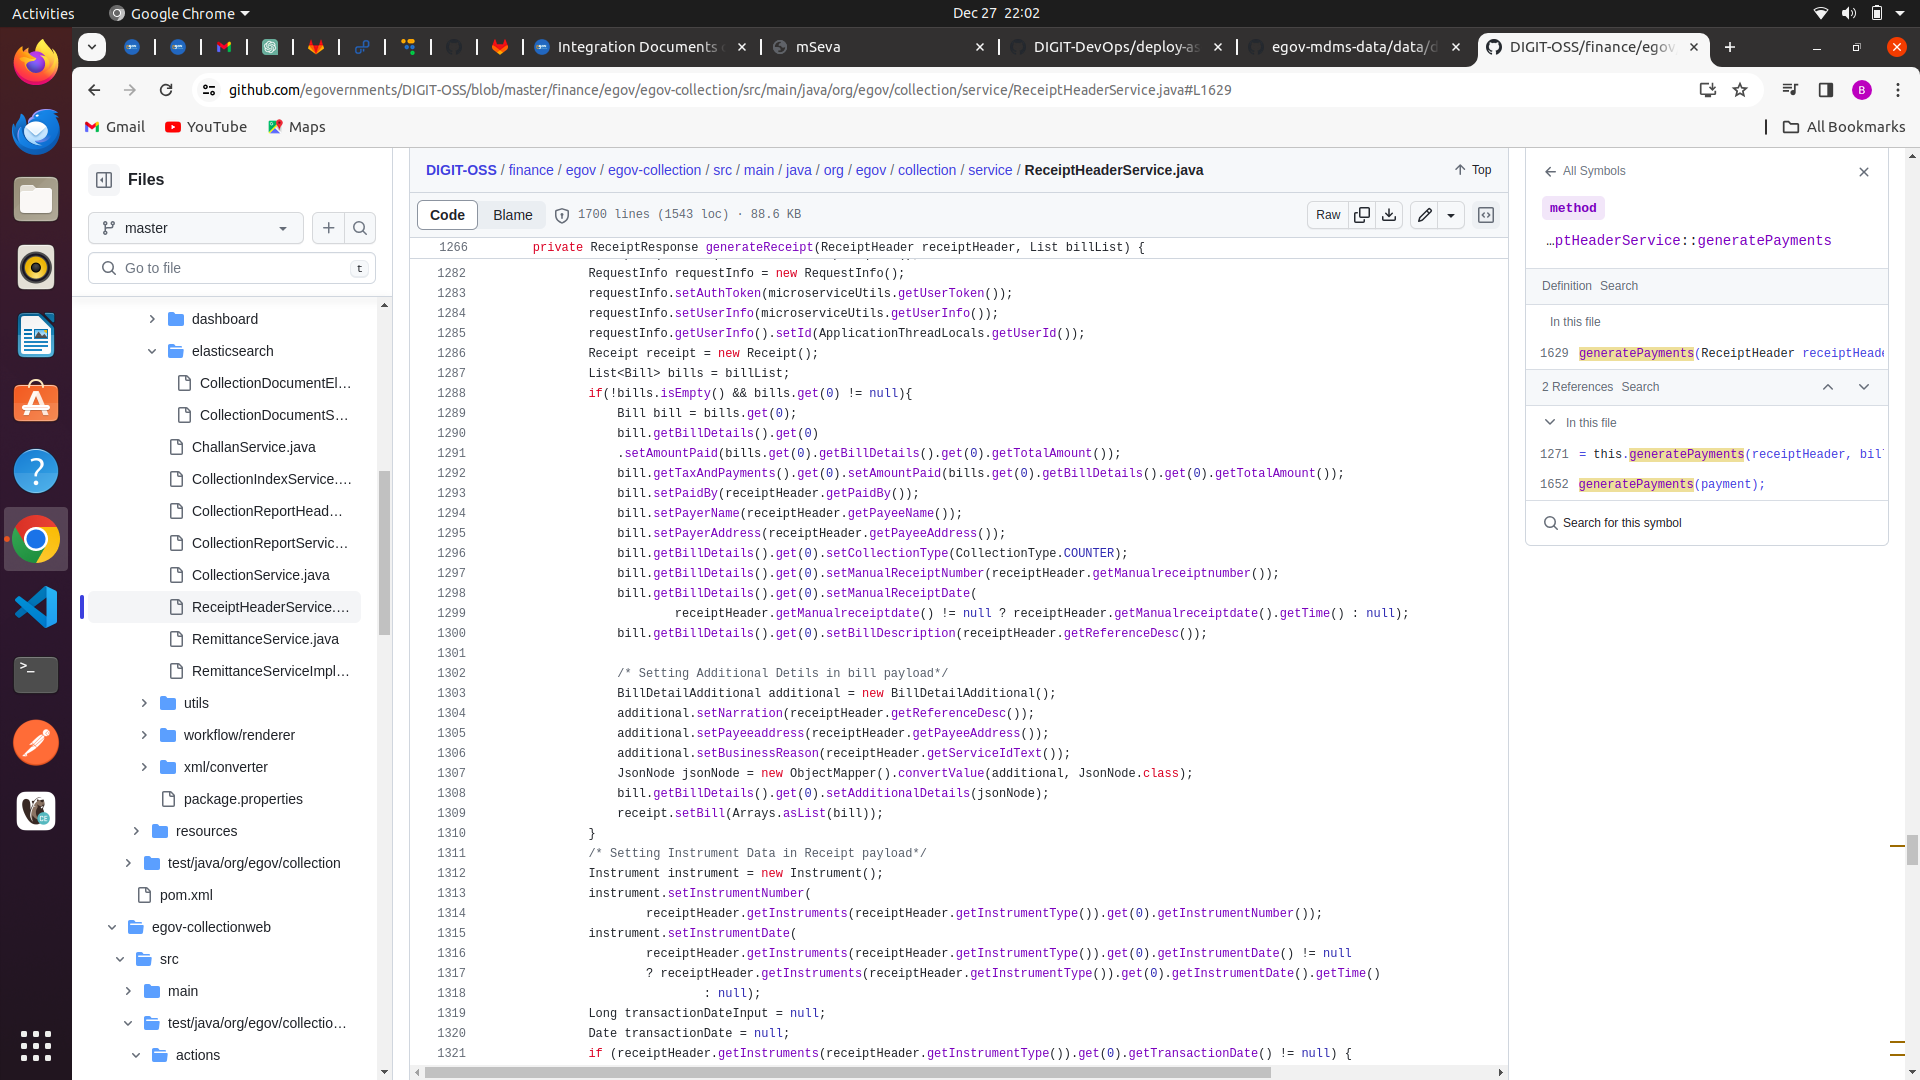 Activities
Google Chrome
Dec 27 22:02
Integration Documents
mSeva
DIGIT-DevOps/deploy-as
egov-mdms-data/data/d
DIGIT-OSS/finance/egov
github.com/egovernments/DIGIT-OSS/blob/master/finance/egov/egov-collection/src/main/java/org/egov/collection/service/ReceiptHeaderService.java#L1629
B
Gmail
YouTube
Maps
All Bookmarks
Files
master
Go to file
t
dashboard
elasticsearch
CollectionDocumentEl...
CollectionDocumentS...
ChallanService.java
CollectionIndexService....
CollectionReportHead...
CollectionReportServic...
CollectionService.java
ReceiptHeaderService....
RemittanceService.java
RemittanceServiceImpl...
utils
workflow/renderer
xml/converter
package.properties
resources
test/java/org/egov/collection
pom.xml
egov-collectionweb
src
main
test/java/org/egov/collectio...
actions
DIGIT-OSS / finance / egov / egov-collection / src / main / java / org / egov / collection / service / ReceiptHeaderService.java
Top
Code
Blame
1700 lines (1543 loc) · 88.6 KB
Raw
1266 private ReceiptResponse generateReceipt(ReceiptHeader receiptHeader, List billList) {
1282 RequestInfo requestInfo = new RequestInfo();
1283 requestInfo.setAuthToken(microserviceUtils.getUserToken());
1284 requestInfo.setUserInfo(microserviceUtils.getUserInfo());
1285 requestInfo.getUserInfo().setId(ApplicationThreadLocals.getUserId());
1286 Receipt receipt = new Receipt();
1287 List<Bill> bills = billList;
1288 if(!bills.isEmpty() && bills.get(0) != null){
1289 Bill bill = bills.get(0);
1290 bill.getBillDetails().get(0)
1291 .setAmountPaid(bills.get(0).getBillDetails().get(0).getTotalAmount());
1292 bill.getTaxAndPayments().get(0).setAmountPaid(bills.get(0).getBillDetails().get(0).getTotalAmount());
1293 bill.setPaidBy(receiptHeader.getPaidBy());
1294 bill.setPayerName(receiptHeader.getPayeeName());
1295 bill.setPayerAddress(receiptHeader.getPayeeAddress());
1296 bill.getBillDetails().get(0).setCollectionType(CollectionType.COUNTER);
1297 bill.getBillDetails().get(0).setManualReceiptNumber(receiptHeader.getManualreceiptnumber());
1298 bill.getBillDetails().get(0).setManualReceiptDate(
1299 receiptHeader.getManualreceiptdate() != null ? receiptHeader.getManualreceiptdate().getTime() : null);
1300 bill.getBillDetails().get(0).setBillDescription(receiptHeader.getReferenceDesc());
1301
1302 /* Setting Additional Detils in bill payload*/
1303 BillDetailAdditional additional = new BillDetailAdditional();
1304 additional.setNarration(receiptHeader.getReferenceDesc());
1305 additional.setPayeeaddress(receiptHeader.getPayeeAddress());
1306 additional.setBusinessReason(receiptHeader.getServiceIdText());
1307 JsonNode jsonNode = new ObjectMapper().convertValue(additional, JsonNode.class);
1308 bill.getBillDetails().get(0).setAdditionalDetails(jsonNode);
1309 receipt.setBill(Arrays.asList(bill));
1310 }
1311 /* Setting Instrument Data in Receipt payload*/
1312 Instrument instrument = new Instrument();
1313 instrument.setInstrumentNumber(
1314 receiptHeader.getInstruments(receiptHeader.getInstrumentType()).get(0).getInstrumentNumber());
1315 instrument.setInstrumentDate(
1316 receiptHeader.getInstruments(receiptHeader.getInstrumentType()).get(0).getInstrumentDate() != null
1317 ? receiptHeader.getInstruments(receiptHeader.getInstrumentType()).get(0).getInstrumentDate().getTime()
1318 : null);
1319 Long transactionDateInput = null;
1320 Date transactionDate = null;
1321 if (receiptHeader.getInstruments(receiptHeader.getInstrumentType()).get(0).getTransactionDate() != null) {
All Symbols
method
...ptHeaderService::generatePayments
Definition Search
In this file
1629 generatePayments(ReceiptHeader receiptHeade
2 References Search
In this file
1271 = this.generatePayments(receiptHeader, bil
1652 generatePayments(payment);
Search for this symbol